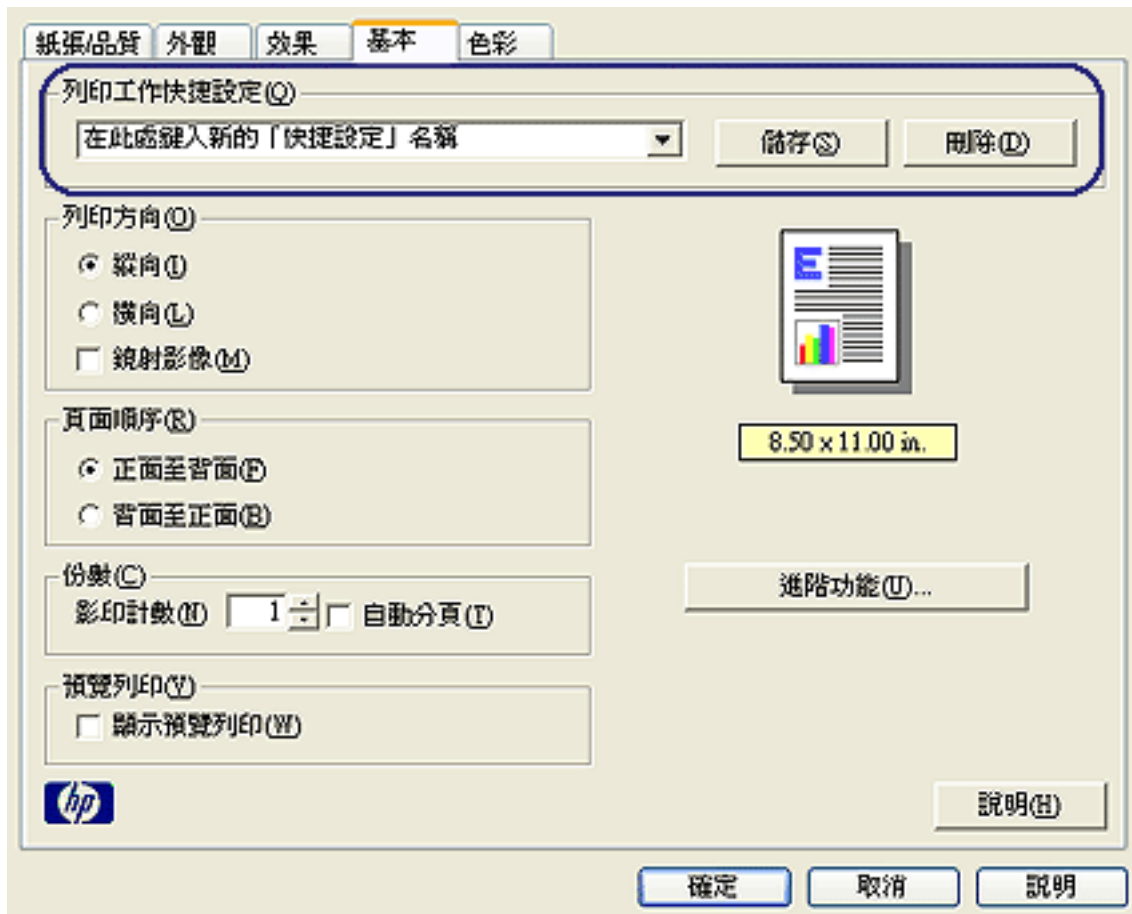 紙張/品質 外觀 效果 基本 色彩
列印工作快捷設定(Q)
在此處鍵入新的「快捷設定」名稱 儲存(S) 刪除(D)
列印方向(O)
縱向(I)
橫向(L)
鏡射影像(M)
E
頁面順序(R)
正面至背面(F)
背面至正面(B)
8.50 x 11.00 in.
份數(C)
影印計數(N) 1 自動分頁(T)
進階功能(U)...
預覽列印(V)
顯示預覽列印(W)
hp
說明(H)
確定 取消 說明